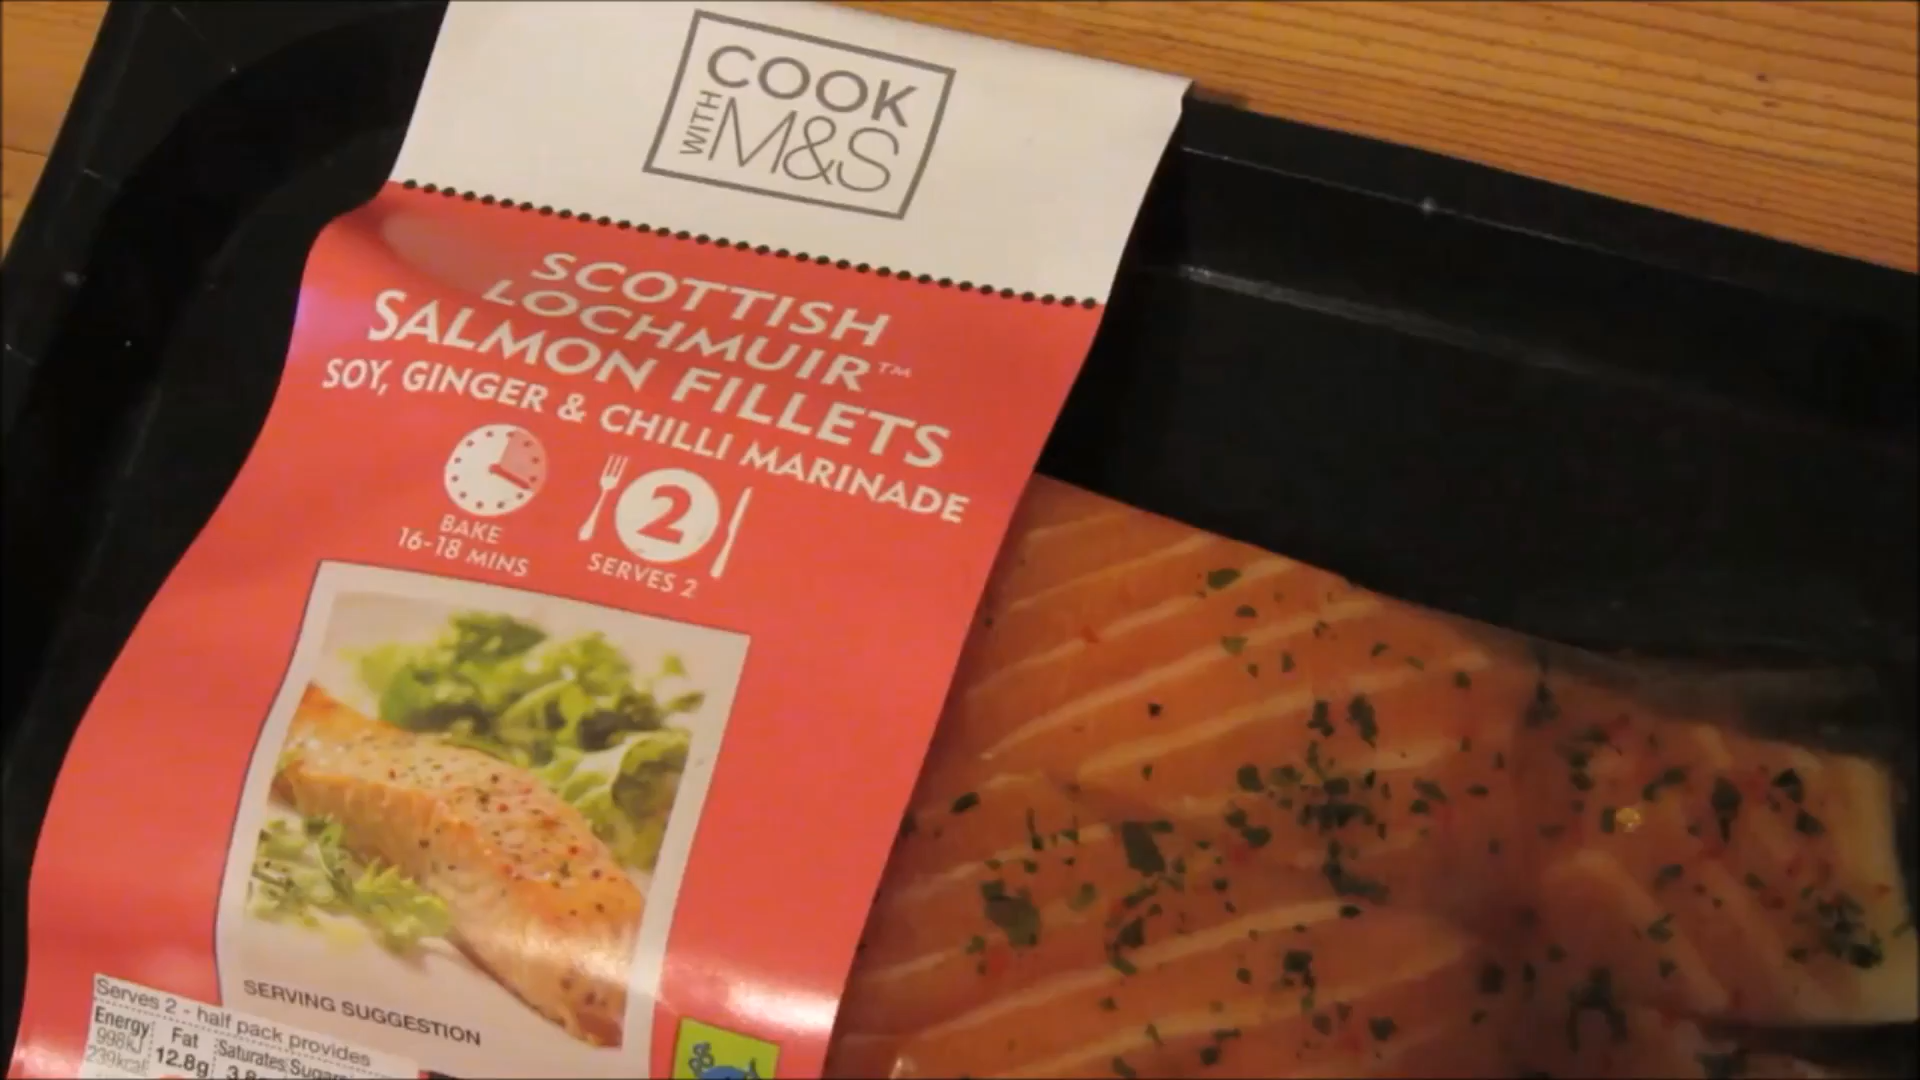 COOK
WITH M&S
SCOTTISH
LOCHMUIR™
SALMON FILLETS
SOY, GINGER & CHILLI MARINADE
BAKE
16-18 MINS
2
SERVES 2
SERVING SUGGESTION
Serves 2 - half pack provides
Energy Fat Saturates Sugars
998kJ 12.8g
239kcal